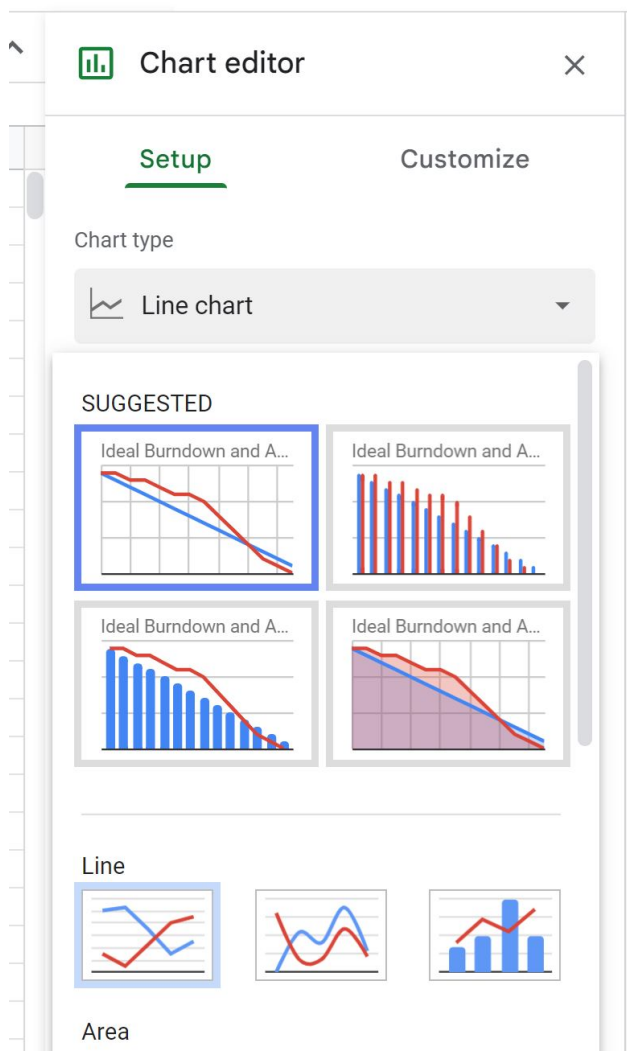 Chart editor
Setup
Customize
Chart type
Line chart
SUGGESTED
Ideal Burndown and A...
Ideal Burndown and A...
Ideal Burndown and A...
Ideal Burndown and A...
Line
Area